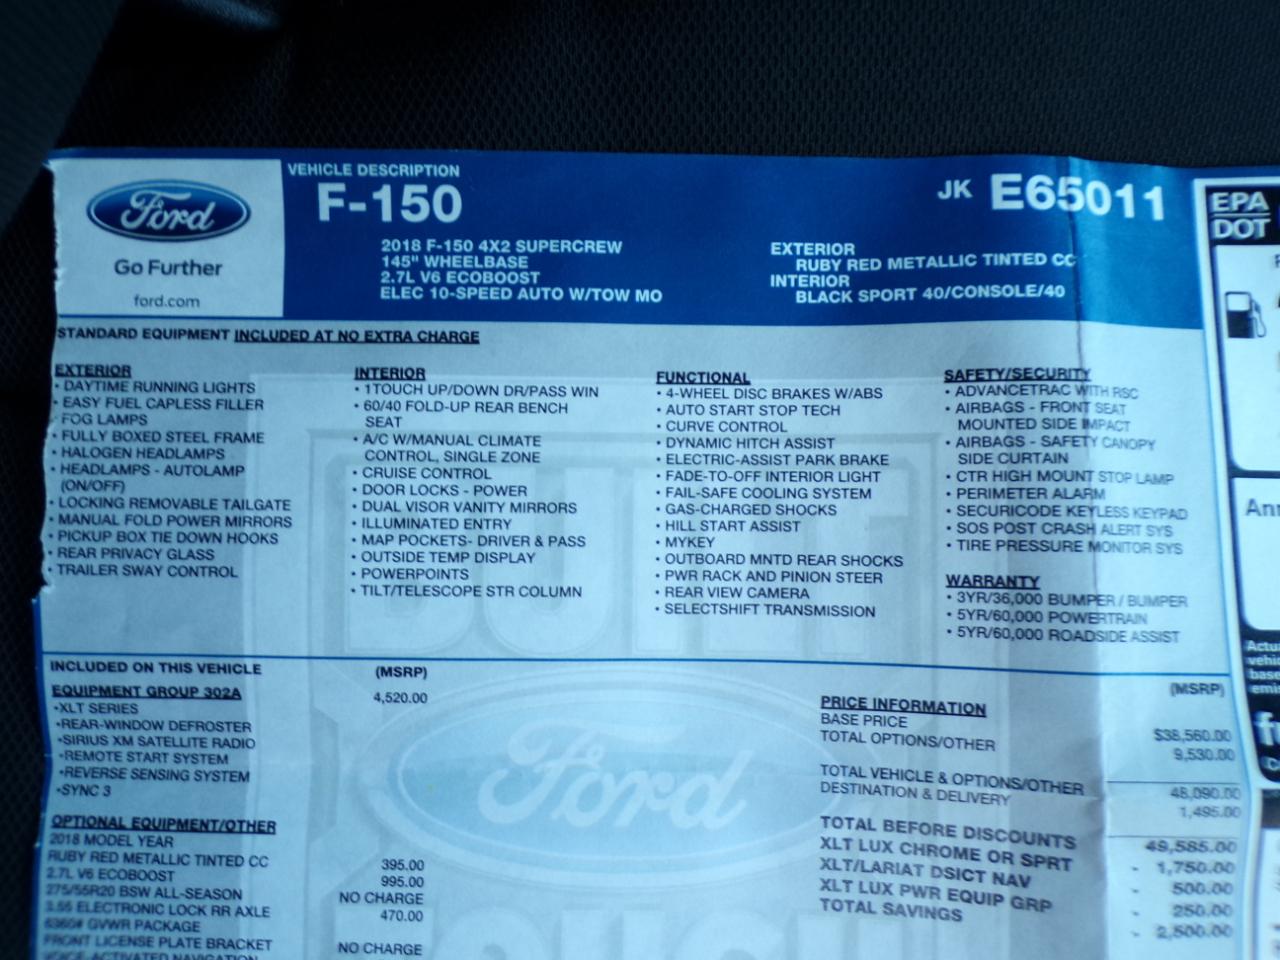 Ford
Go Further
ford.com
VEHICLE DESCRIPTION
F-150
2018 F-150 4X2 SUPERCREW
145" WHEELBASE
2.7L V6 ECOBOOST
ELEC 10-SPEED AUTO W/TOW MO
JK E65011
EXTERIOR
RUBY RED METALLIC TINTED CC
INTERIOR
BLACK SPORT 40/CONSOLE/40
EPA
DOT
STANDARD EQUIPMENT INCLUDED AT NO EXTRA CHARGE
EXTERIOR
• DAYTIME RUNNING LIGHTS
• EASY FUEL CAPLESS FILLER
FOG LAMPS
• FULLY BOXED STEEL FRAME
• HALOGEN HEADLAMPS
• HEADLAMPS - AUTOLAMP
(ON/OFF)
• LOCKING REMOVABLE TAILGATE
• MANUAL FOLD POWER MIRRORS
• PICKUP BOX TIE DOWN HOOKS
• REAR PRIVACY GLASS
• TRAILER SWAY CONTROL
INTERIOR
• 1TOUCH UP/DOWN DR/PASS WIN
• 60/40 FOLD-UP REAR BENCH
SEAT
• A/C W/MANUAL CLIMATE
CONTROL, SINGLE ZONE
• CRUISE CONTROL
• DOOR LOCKS - POWER
• DUAL VISOR VANITY MIRRORS
• ILLUMINATED ENTRY
• MAP POCKETS- DRIVER & PASS
• OUTSIDE TEMP DISPLAY
• POWERPOINTS
• TILT/TELESCOPE STR COLUMN
FUNCTIONAL
• 4-WHEEL DISC BRAKES W/ABS
• AUTO START STOP TECH
• CURVE CONTROL
• DYNAMIC HITCH ASSIST
• ELECTRIC-ASSIST PARK BRAKE
• FADE-TO-OFF INTERIOR LIGHT
• FAIL-SAFE COOLING SYSTEM
• GAS-CHARGED SHOCKS
• HILL START ASSIST
• MYKEY
• OUTBOARD MNTD REAR SHOCKS
• PWR RACK AND PINION STEER
• REAR VIEW CAMERA
• SELECTSHIFT TRANSMISSION
SAFETY/SECURITY
• ADVANCETRAC WITH RSC
• AIRBAGS - FRONT SEAT
MOUNTED SIDE IMPACT
• AIRBAGS - SAFETY CANOPY
SIDE CURTAIN
• CTR HIGH MOUNT STOP LAMP
• PERIMETER ALARM
• SECURICODE KEYLESS KEYPAD
• SOS POST CRASH ALERT SYS
• TIRE PRESSURE MONITOR SYS
WARRANTY
• 3YR/36,000 BUMPER / BUMPER
• 5YR/60,000 POWERTRAIN
• 5YR/60,000 ROADSIDE ASSIST
BUILT
Ford
TOUGH
INCLUDED ON THIS VEHICLE (MSRP)
EQUIPMENT GROUP 302A 4,520.00
•XLT SERIES
•REAR-WINDOW DEFROSTER
•SIRIUS XM SATELLITE RADIO
•REMOTE START SYSTEM
•REVERSE SENSING SYSTEM
•SYNC 3
OPTIONAL EQUIPMENT/OTHER
2018 MODEL YEAR
RUBY RED METALLIC TINTED CC 395.00
2.7L V6 ECOBOOST 995.00
275/55R20 BSW ALL-SEASON NO CHARGE
3.55 ELECTRONIC LOCK RR AXLE 470.00
6360# GVWR PACKAGE
FRONT LICENSE PLATE BRACKET NO CHARGE
VOICE-ACTIVATED NAVIGATION
(MSRP)
PRICE INFORMATION
BASE PRICE $38,560.00
TOTAL OPTIONS/OTHER 9,530.00
TOTAL VEHICLE & OPTIONS/OTHER 48,090.00
DESTINATION & DELIVERY 1,495.00
TOTAL BEFORE DISCOUNTS 49,585.00
XLT LUX CHROME OR SPRT - 1,750.00
XLT/LARIAT DSICT NAV - 500.00
XLT LUX PWR EQUIP GRP - 250.00
TOTAL SAVINGS - 2,500.00